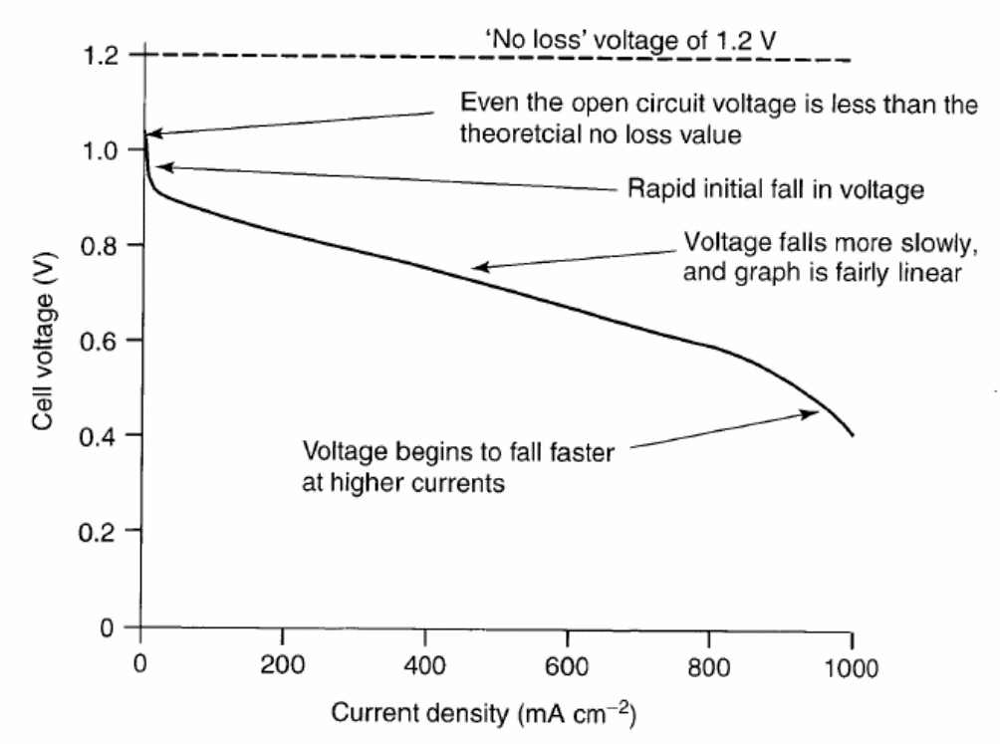 'No loss' voltage of 1.2 V
1.2
Even the open circuit voltage is less than the
theoretcial no loss value
1.0
Rapid initial fall in voltage
Voltage falls more slowly,
and graph is fairly linear
0.8
0.6
0.4
Voltage begins to fall faster
at higher currents
0.2
0
Cell voltage (V)
0 200 400 600 800 1000
Current density (mA cm⁻²)